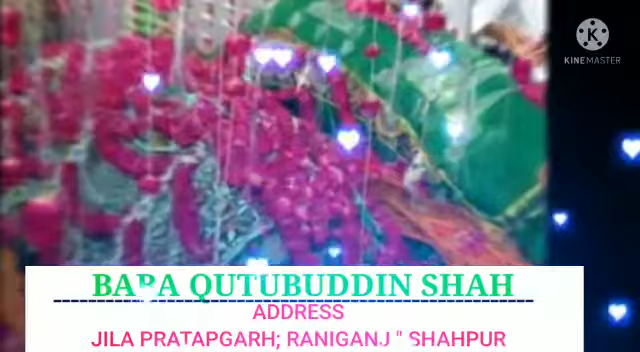 K
KINEMASTER
BABA QUTUBUDDIN SHAH
ADDRESS
JILA PRATAPGARH; RANIGANJ " SHAHPUR